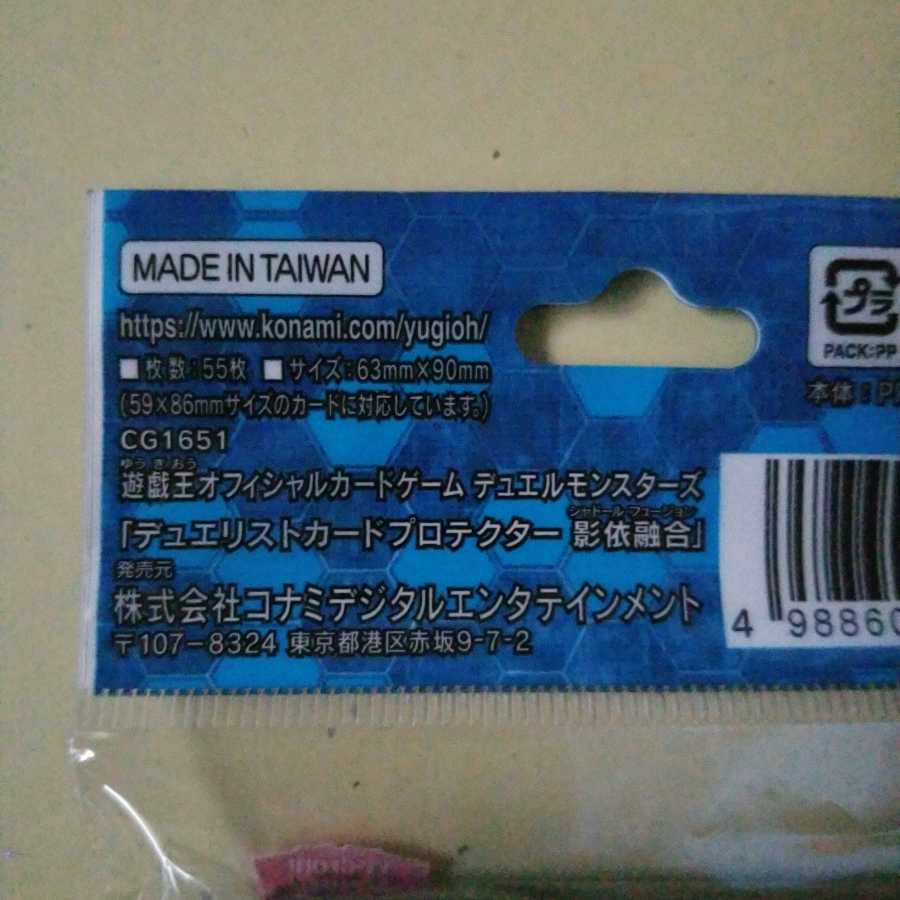 MADE IN TAIWAN
https://www.konami.com/yugioh/
■枚数:55枚 ■サイズ:63mm×90mm
(59×86mmサイズのカードに対応しています。)
CG1651
ゆうぎおう
遊戯王オフィシャルカードゲーム デュエルモンスターズ
シャドール フュージョン
「デュエリストカードプロテクター 影依融合」
発売元
株式会社コナミデジタルエンタテインメント
〒107-8324 東京都港区赤坂9-7-2
プラ
PACK:PP
本体:P
4 98860